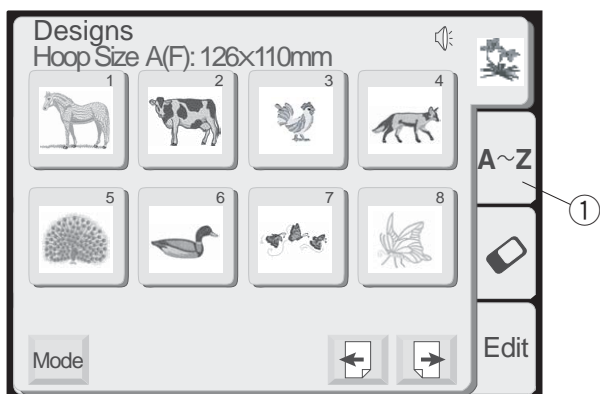 Designs
Hoop Size A(F): 126×110mm
1 2 3 4
A~Z
①
5 6 7 8
Mode
Edit